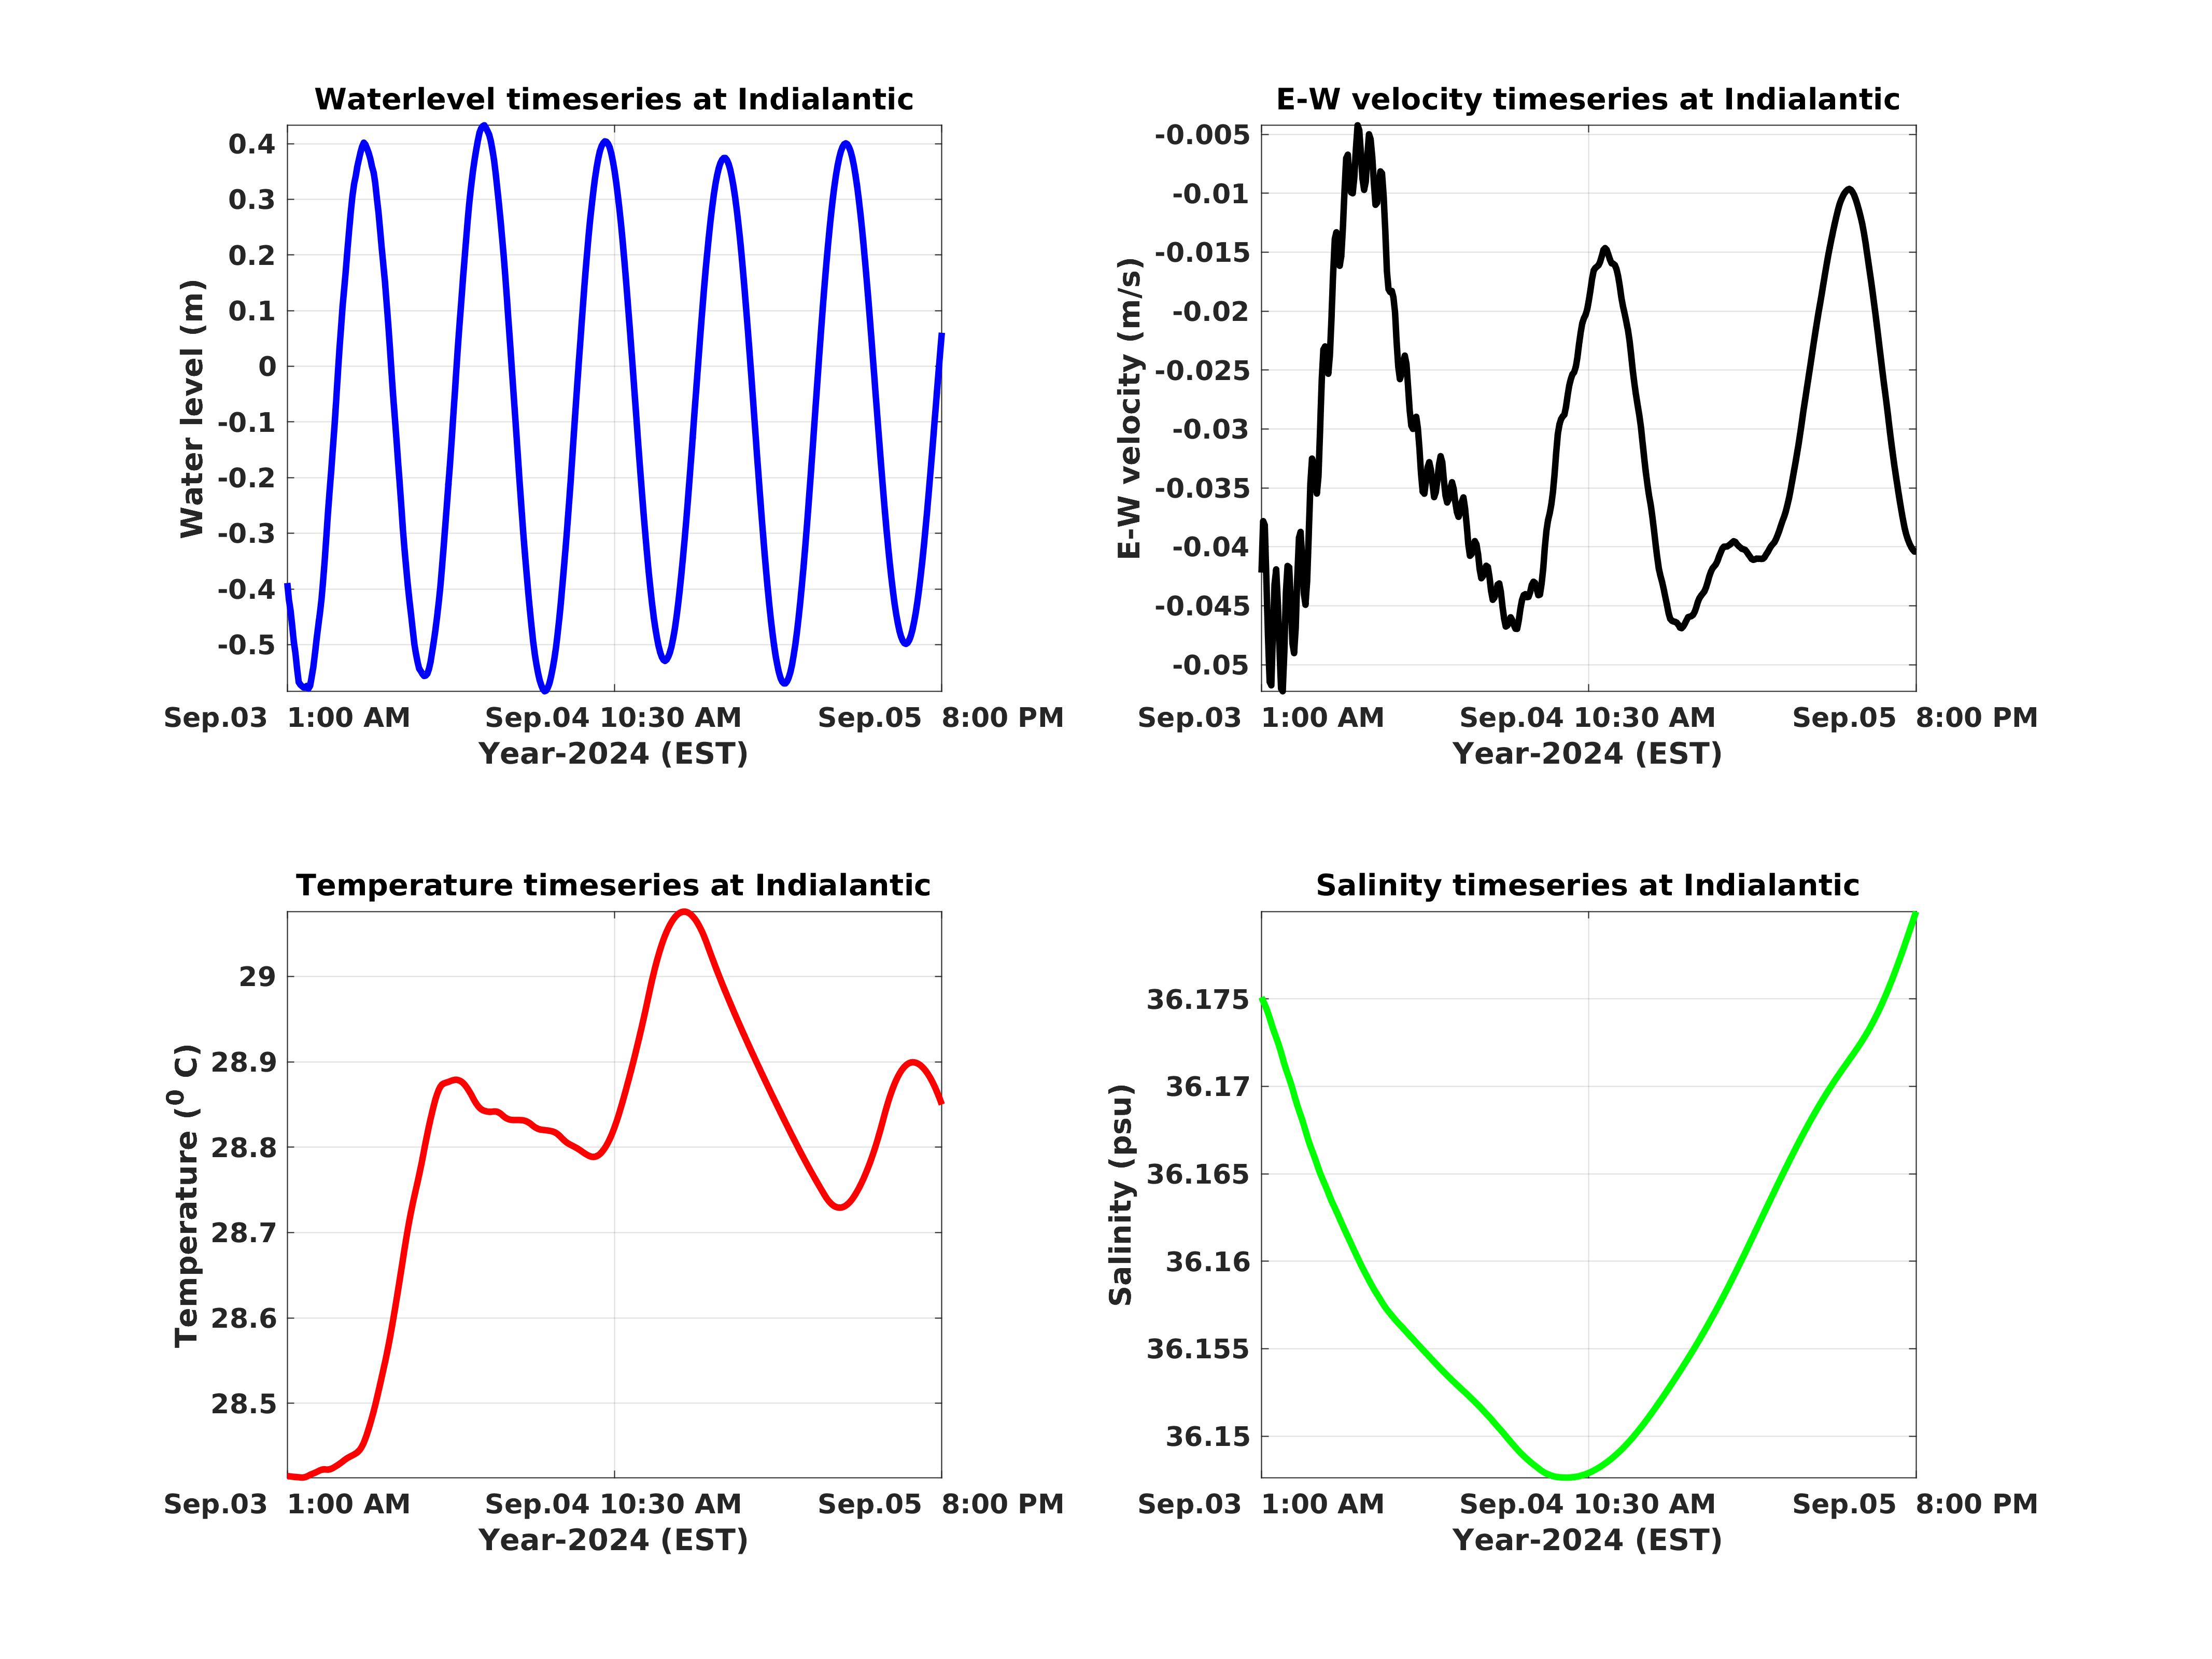 Waterlevel timeseries at Indialantic
0.4
0.3
0.2
0.1
0
-0.1
-0.2
-0.3
-0.4
-0.5
Water level (m)
Sep.03 1:00 AM
Sep.04 10:30 AM
Sep.05 8:00 PM
Year-2024 (EST)
E-W velocity timeseries at Indialantic
-0.005
-0.01
-0.015
-0.02
-0.025
-0.03
-0.035
-0.04
-0.045
-0.05
E-W velocity (m/s)
Sep.03 1:00 AM
Sep.04 10:30 AM
Sep.05 8:00 PM
Year-2024 (EST)
Temperature timeseries at Indialantic
29
28.9
28.8
28.7
28.6
28.5
Temperature (⁰ C)
Sep.03 1:00 AM
Sep.04 10:30 AM
Sep.05 8:00 PM
Year-2024 (EST)
Salinity timeseries at Indialantic
36.175
36.17
36.165
36.16
36.155
36.15
Salinity (psu)
Sep.03 1:00 AM
Sep.04 10:30 AM
Sep.05 8:00 PM
Year-2024 (EST)